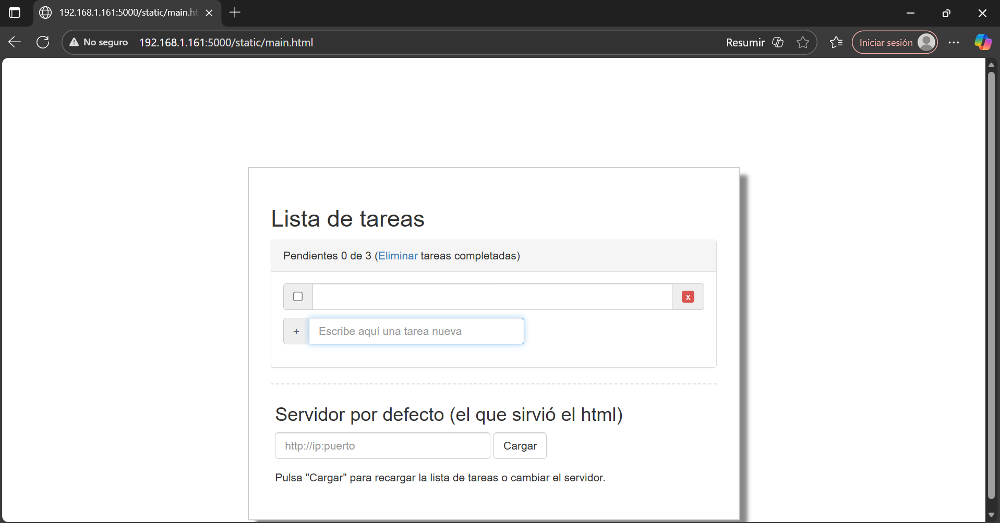 192.168.1.161:5000/static/main.ht
No seguro
192.168.1.161:5000/static/main.html
Resumir
Iniciar sesión
Lista de tareas
Pendientes 0 de 3 (Eliminar tareas completadas)
x
+
Escribe aquí una tarea nueva
Servidor por defecto (el que sirvió el html)
http://ip:puerto
Cargar
Pulsa "Cargar" para recargar la lista de tareas o cambiar el servidor.